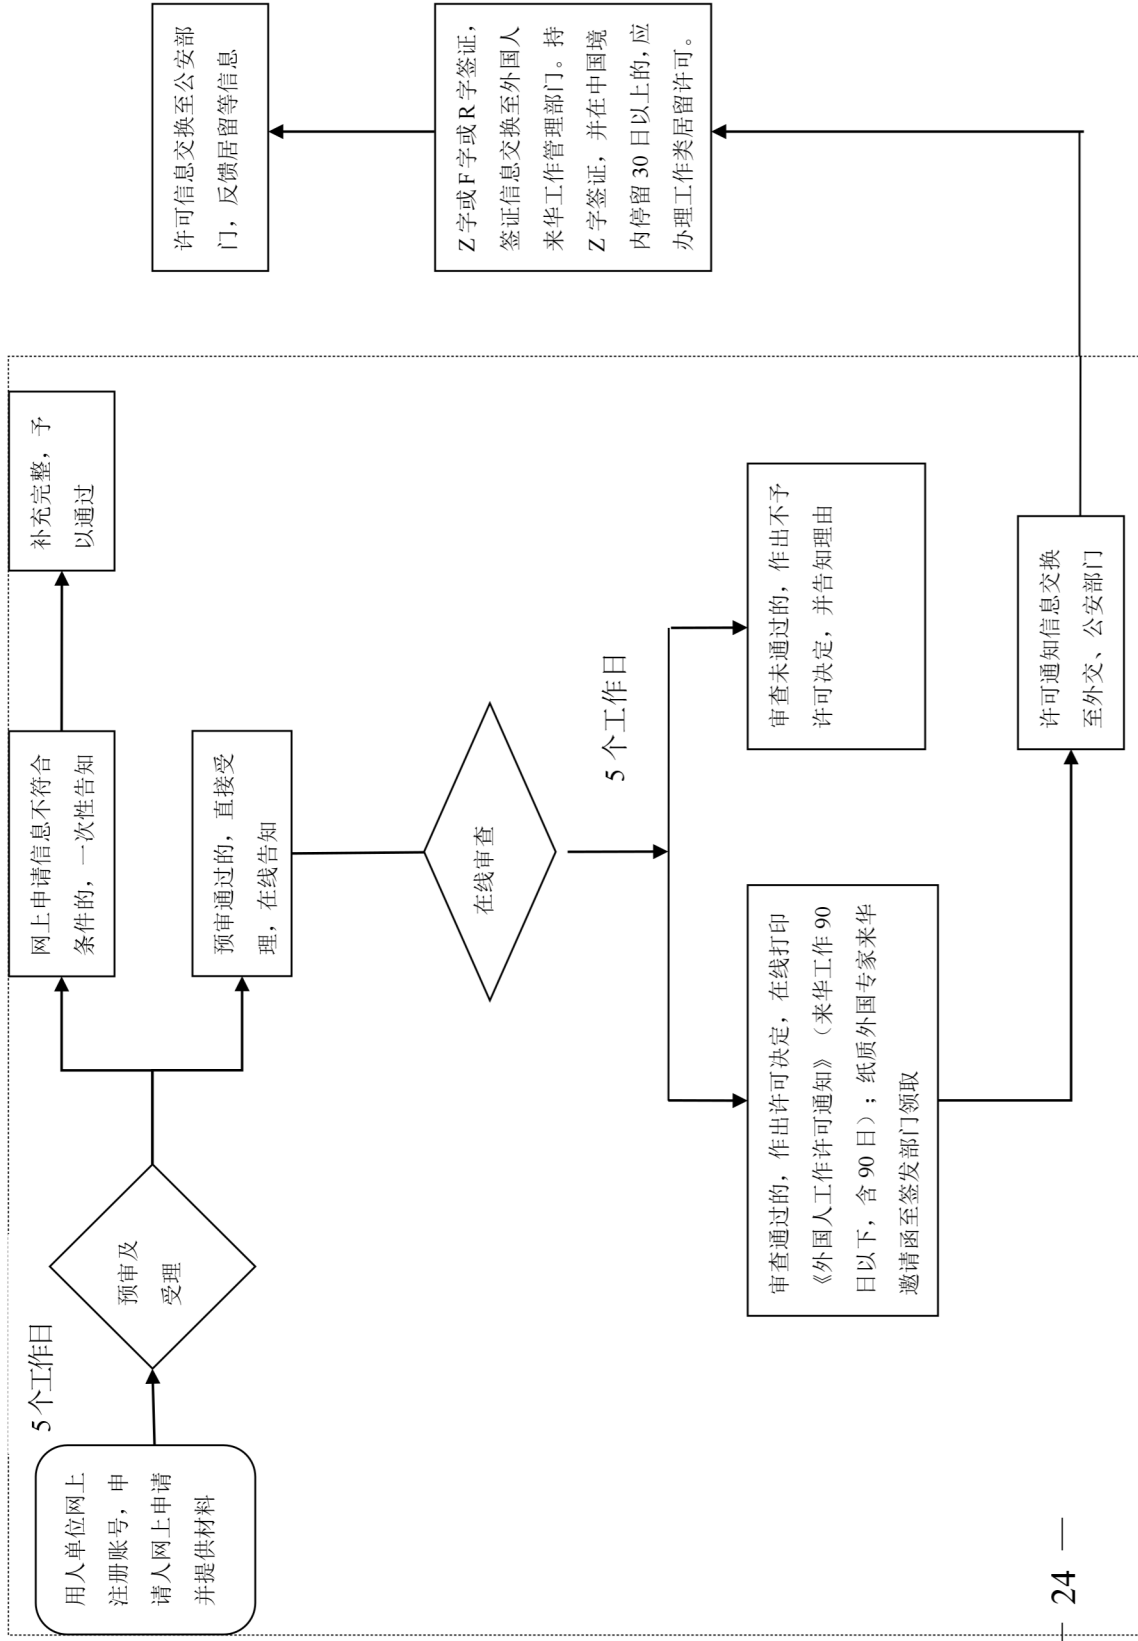 5 个工作日
用人单位网上
注册账号，申
请人网上申请
并提供材料
预审及
受理
网上申请信息不符合
条件的，一次性告知
补充完整，予
以通过
预审通过的，直接受
理，在线告知
在线审查
5 个工作日
审查通过的，作出许可决定，在线打印
《外国人工作许可通知》（来华工作 90
日以下，含 90 日）；纸质外国专家来华
邀请函至签发部门领取
审查未通过的，作出不予
许可决定，并告知理由
许可通知信息交换
至外交、公安部门
Z 字或 F 字或 R 字签证，
签证信息交换至外国人
来华工作管理部门。持
Z 字签证，并在中国境
内停留 30 日以上的，应
办理工作类居留许可。
许可信息交换至公安部
门，反馈居留等信息
— 24 —